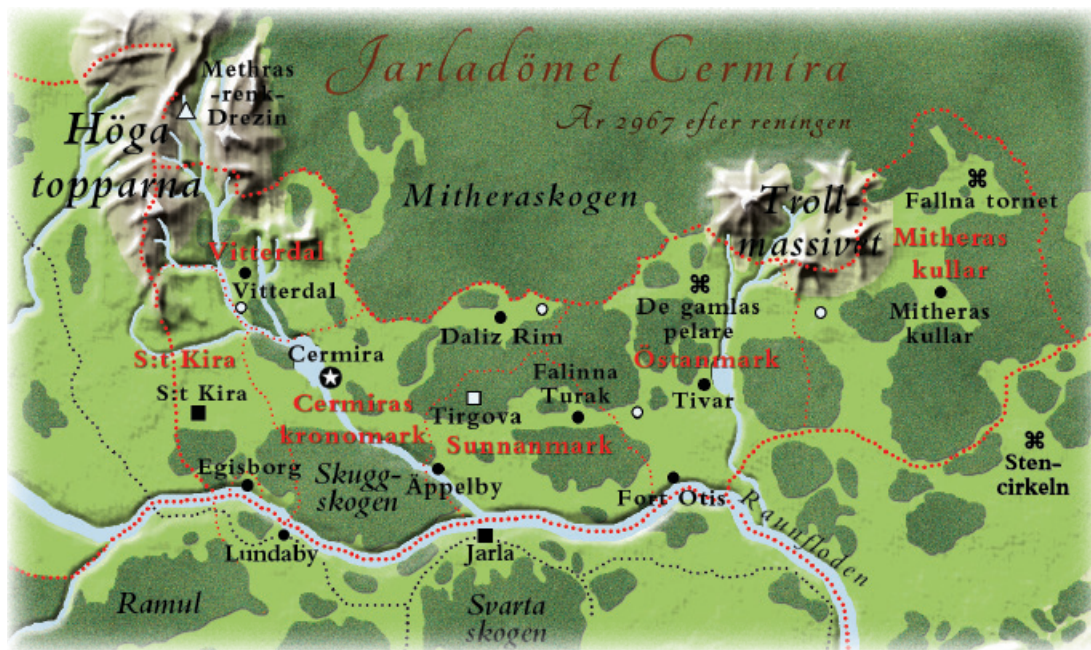 Jarladömet Cermira
År 2967 efter reningen
Methras
-renk-
Drezin
Höga
topparna
Mitheraskogen
Troll-
massivet
Fallna tornet
Mitheras
kullar
Mitheras
kullar
Vitterdal
Vitterdal
De gamlas
pelare
Daliz Rim
Östanmark
S:t Kira
S:t Kira
Cermira
Cermiras
kronomark
Falinna
Turak
Tivar
Tirgova
Sunnanmark
Sten-
cirkeln
Egisborg
Skugg-
skogen
Äppelby
Fort Otis
Raunfloden
Lundaby
Jarla
Ramul
Svarta
skogen